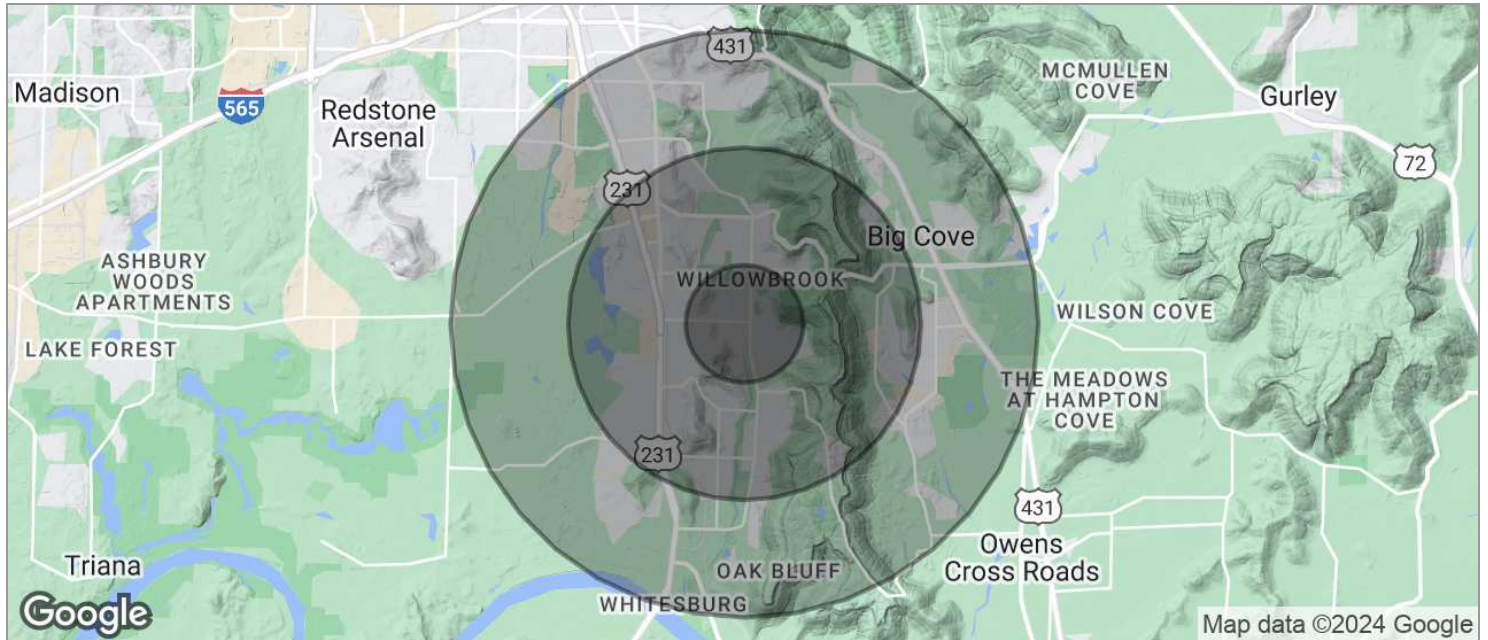 431
Madison
565
Redstone
Arsenal
MCMULLEN
COVE
Gurley
72
231
Big Cove
ASHBURY
WOODS
APARTMENTS
WILLOWBROOK
WILSON COVE
LAKE FOREST
THE MEADOWS
AT HAMPTON
COVE
231
431
Owens
Cross Roads
Triana
OAK BLUFF
WHITESBURG
Google
Map data ©2024 Google